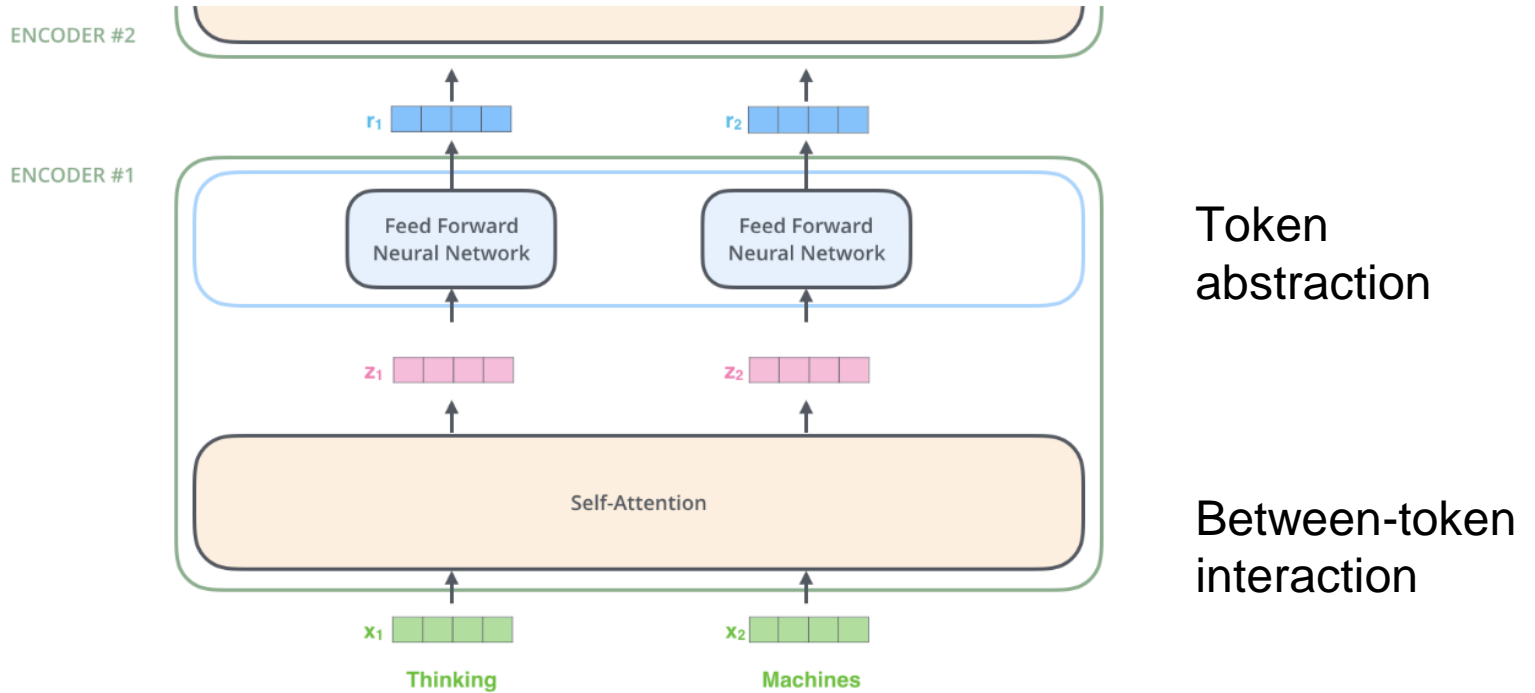 ENCODER #2
r₁
r₂
ENCODER #1
Feed Forward
Neural Network
Feed Forward
Neural Network
Token
abstraction
z₁
z₂
Self-Attention
Between-token
interaction
x₁
x₂
Thinking
Machines